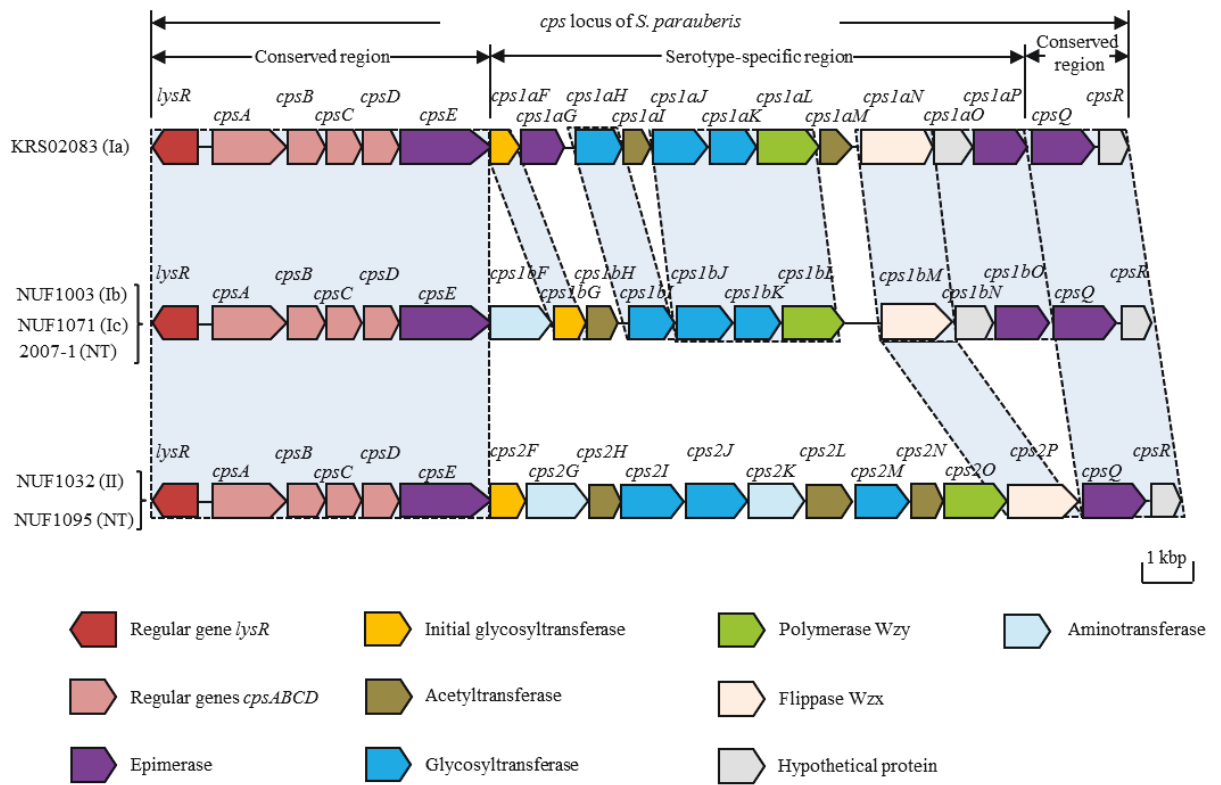 cps locus of S. parauberis
Conserved region
Serotype-specific region
Conserved
region
lysR cpsA cpsB cpsC cpsD cpsE cps1aF cps1aG cps1aH cps1aI cps1aJ cps1aK cps1aL cps1aM cps1aN cps1aO cps1aP cpsQ cpsR
KRS02083 (Ia)
lysR cpsA cpsB cpsC cpsD cpsE cps1bF cps1bG cps1bH cps1bI cps1bJ cps1bK cps1bL cps1bM cps1bN cps1bO cpsQ cpsR
NUF1003 (Ib)
NUF1071 (Ic)
2007-1 (NT)
lysR cpsA cpsB cpsC cpsD cpsE cps2F cps2G cps2H cps2I cps2J cps2K cps2L cps2M cps2N cps2O cps2P cpsQ cpsR
NUF1032 (II)
NUF1095 (NT)
1 kbp
Regular gene lysR
Initial glycosyltransferase
Polymerase Wzy
Aminotransferase
Regular genes cpsABCD
Acetyltransferase
Flippase Wzx
Epimerase
Glycosyltransferase
Hypothetical protein